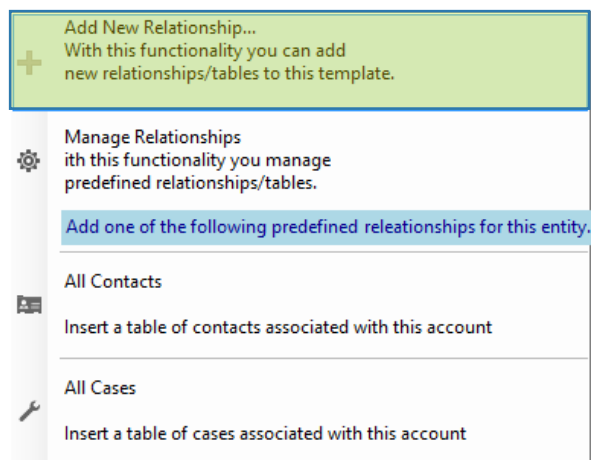 Add New Relationship...
With this functionality you can add
new relationships/tables to this template.
Manage Relationships
ith this functionality you manage
predefined relationships/tables.
Add one of the following predefined releationships for this entity.
All Contacts
Insert a table of contacts associated with this account
All Cases
Insert a table of cases associated with this account